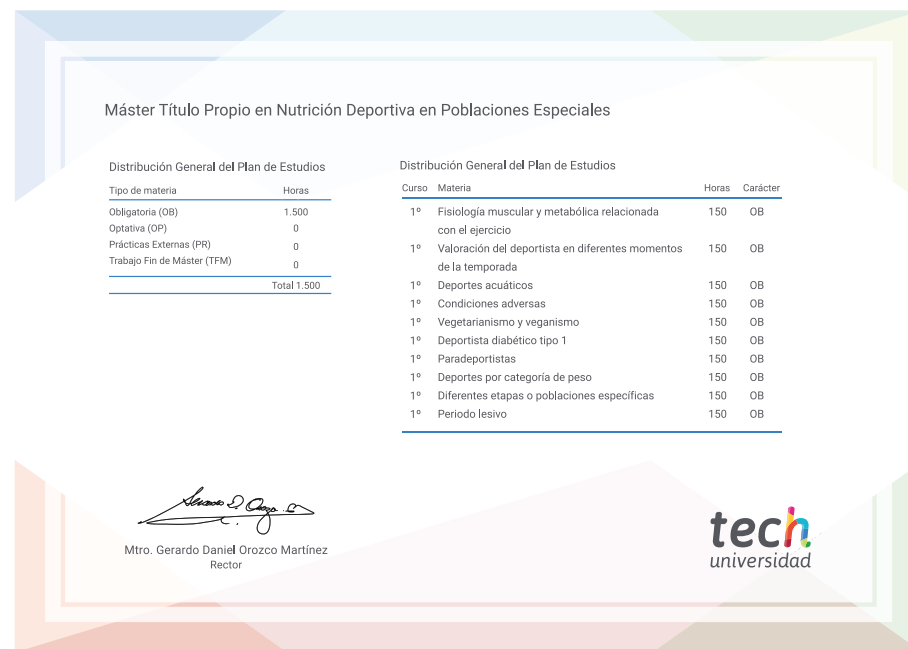 Máster Título Propio en Nutrición Deportiva en Poblaciones Especiales
Distribución General del Plan de Estudios
Tipo de materia Horas
Obligatoria (OB) 1.500
Optativa (OP) 0
Prácticas Externas (PR) 0
Trabajo Fin de Máster (TFM) 0
Total 1.500
Distribución General del Plan de Estudios
Curso Materia Horas Carácter
1º Fisiología muscular y metabólica relacionada 150 OB
con el ejercicio
1º Valoración del deportista en diferentes momentos 150 OB
de la temporada
1º Deportes acuáticos 150 OB
1º Condiciones adversas 150 OB
1º Vegetarianismo y veganismo 150 OB
1º Deportista diabético tipo 1 150 OB
1º Paradeportistas 150 OB
1º Deportes por categoría de peso 150 OB
1º Diferentes etapas o poblaciones específicas 150 OB
1º Periodo lesivo 150 OB
Mtro. Gerardo Daniel Orozco Martínez
Rector
tech
universidad